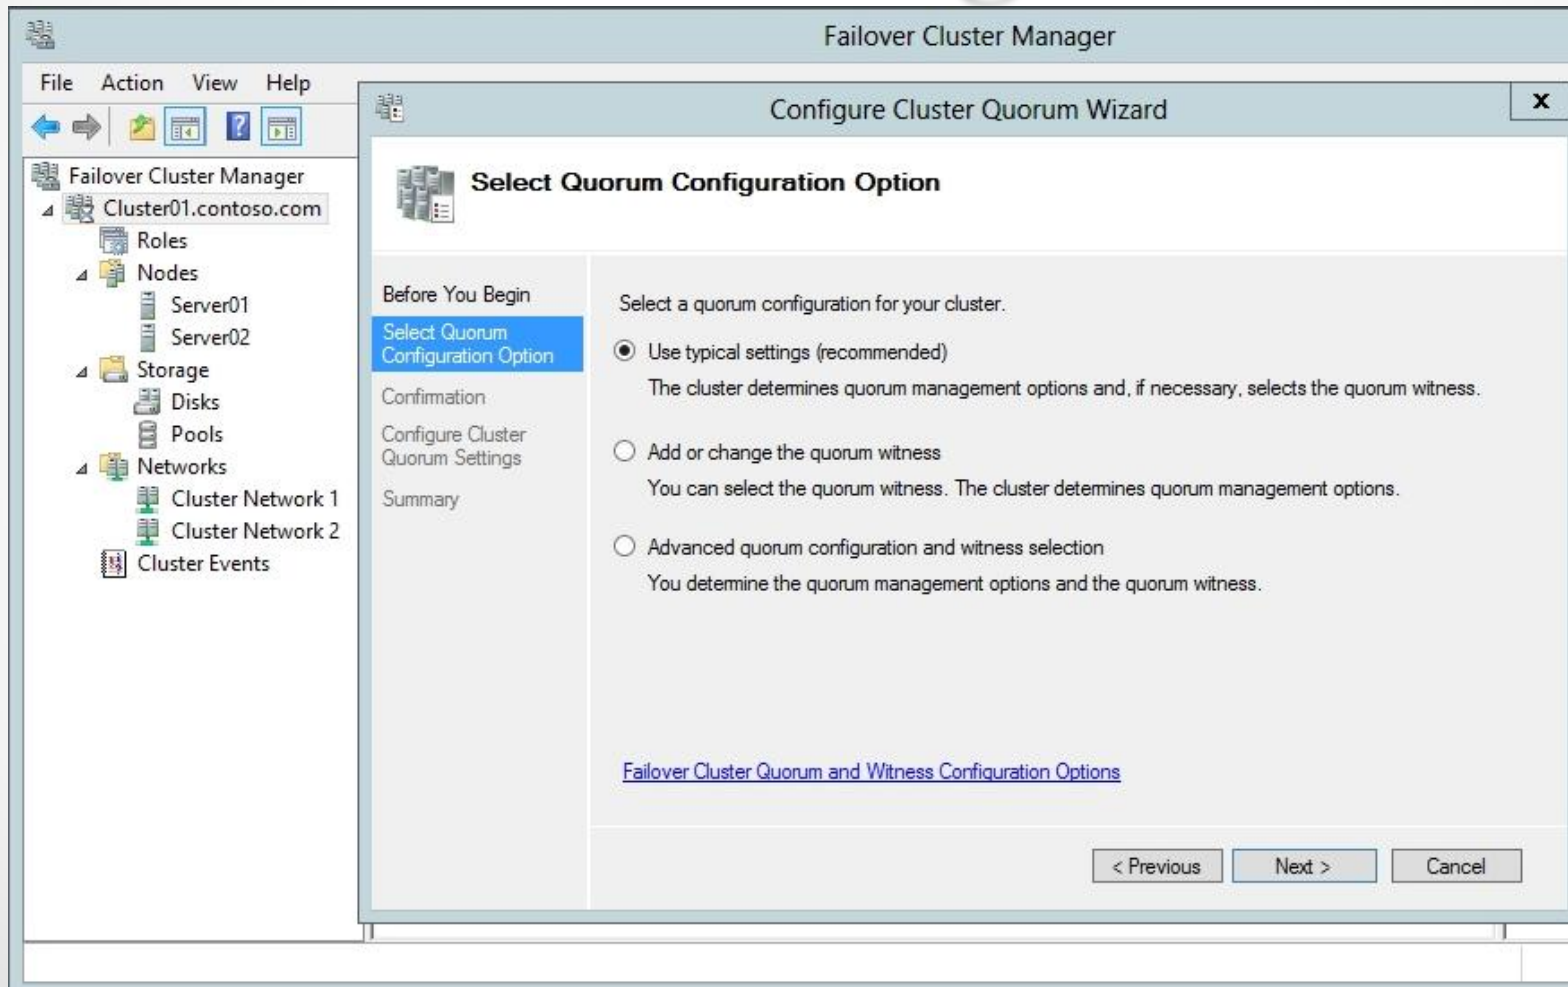 Failover Cluster Manager
File Action View Help
Configure Cluster Quorum Wizard
x
Failover Cluster Manager
Cluster01.contoso.com
Roles
Nodes
Server01
Server02
Storage
Disks
Pools
Networks
Cluster Network 1
Cluster Network 2
Cluster Events
Select Quorum Configuration Option
Before You Begin
Select Quorum
Configuration Option
Confirmation
Configure Cluster
Quorum Settings
Summary
Select a quorum configuration for your cluster.
Use typical settings (recommended)
The cluster determines quorum management options and, if necessary, selects the quorum witness.
Add or change the quorum witness
You can select the quorum witness. The cluster determines quorum management options.
Advanced quorum configuration and witness selection
You determine the quorum management options and the quorum witness.
Failover Cluster Quorum and Witness Configuration Options
< Previous Next > Cancel